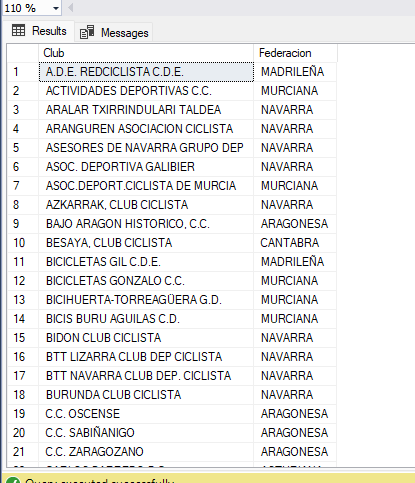 110 %
Results Messages
Club Federacion
1 A.D.E. REDCICLISTA C.D.E. MADRILEÑA
2 ACTIVIDADES DEPORTIVAS C.C. MURCIANA
3 ARALAR TXIRRINDULARI TALDEA NAVARRA
4 ARANGUREN ASOCIACION CICLISTA NAVARRA
5 ASESORES DE NAVARRA GRUPO DEP NAVARRA
6 ASOC. DEPORTIVA GALIBIER NAVARRA
7 ASOC.DEPORT.CICLISTA DE MURCIA MURCIANA
8 AZKARRAK, CLUB CICLISTA NAVARRA
9 BAJO ARAGON HISTORICO, C.C. ARAGONESA
10 BESAYA, CLUB CICLISTA CANTABRA
11 BICICLETAS GIL C.D.E. MADRILEÑA
12 BICICLETAS GONZALO C.C. MURCIANA
13 BICIHUERTA-TORREAGÜERA G.D. MURCIANA
14 BICIS BURU AGUILAS C.D. MURCIANA
15 BIDON CLUB CICLISTA NAVARRA
16 BTT LIZARRA CLUB DEP CICLISTA NAVARRA
17 BTT NAVARRA CLUB DEP. CICLISTA NAVARRA
18 BURUNDA CLUB CICLISTA NAVARRA
19 C.C. OSCENSE ARAGONESA
20 C.C. SABIÑANIGO ARAGONESA
21 C.C. ZARAGOZANO ARAGONESA
Query executed successfully